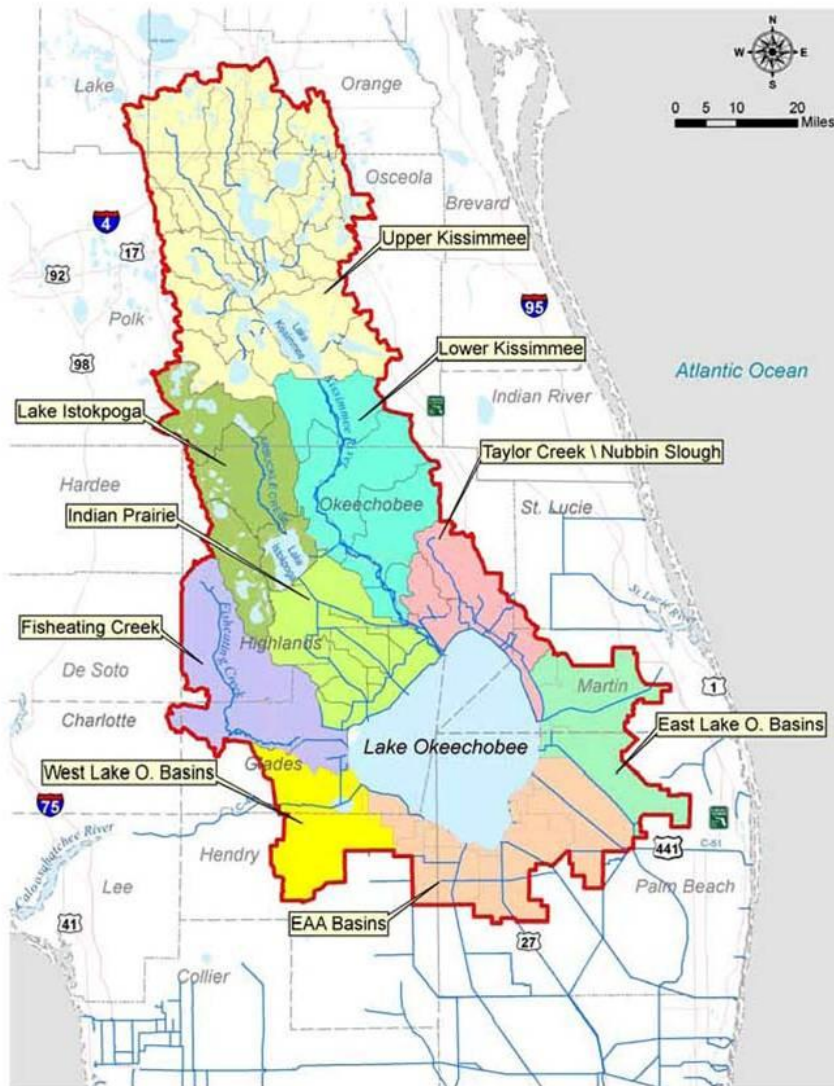 N
W E
S
0 5 10 20
Miles
Lake
Orange
Osceola
Brevard
4
17
92
Upper Kissimmee
95
Polk
Lake
Kissimmee
98
Lower Kissimmee
Atlantic Ocean
Kissimmee River
Indian River
Lake Istokpoga
Taylor Creek \ Nubbin Slough
Hardee
Okeechobee
St. Lucie
Indian Prairie
Lake
Istokpoga
St. Lucie River
Fisheating Creek
Fisheating Creek
Highlands
De Soto
Martin
1
Charlotte
East Lake O. Basins
Lake Okeechobee
Glades
West Lake O. Basins
75
441
C-51
Caloosahatchee River
Hendry
Lee
Palm Beach
EAA Basins
41
27
Collier